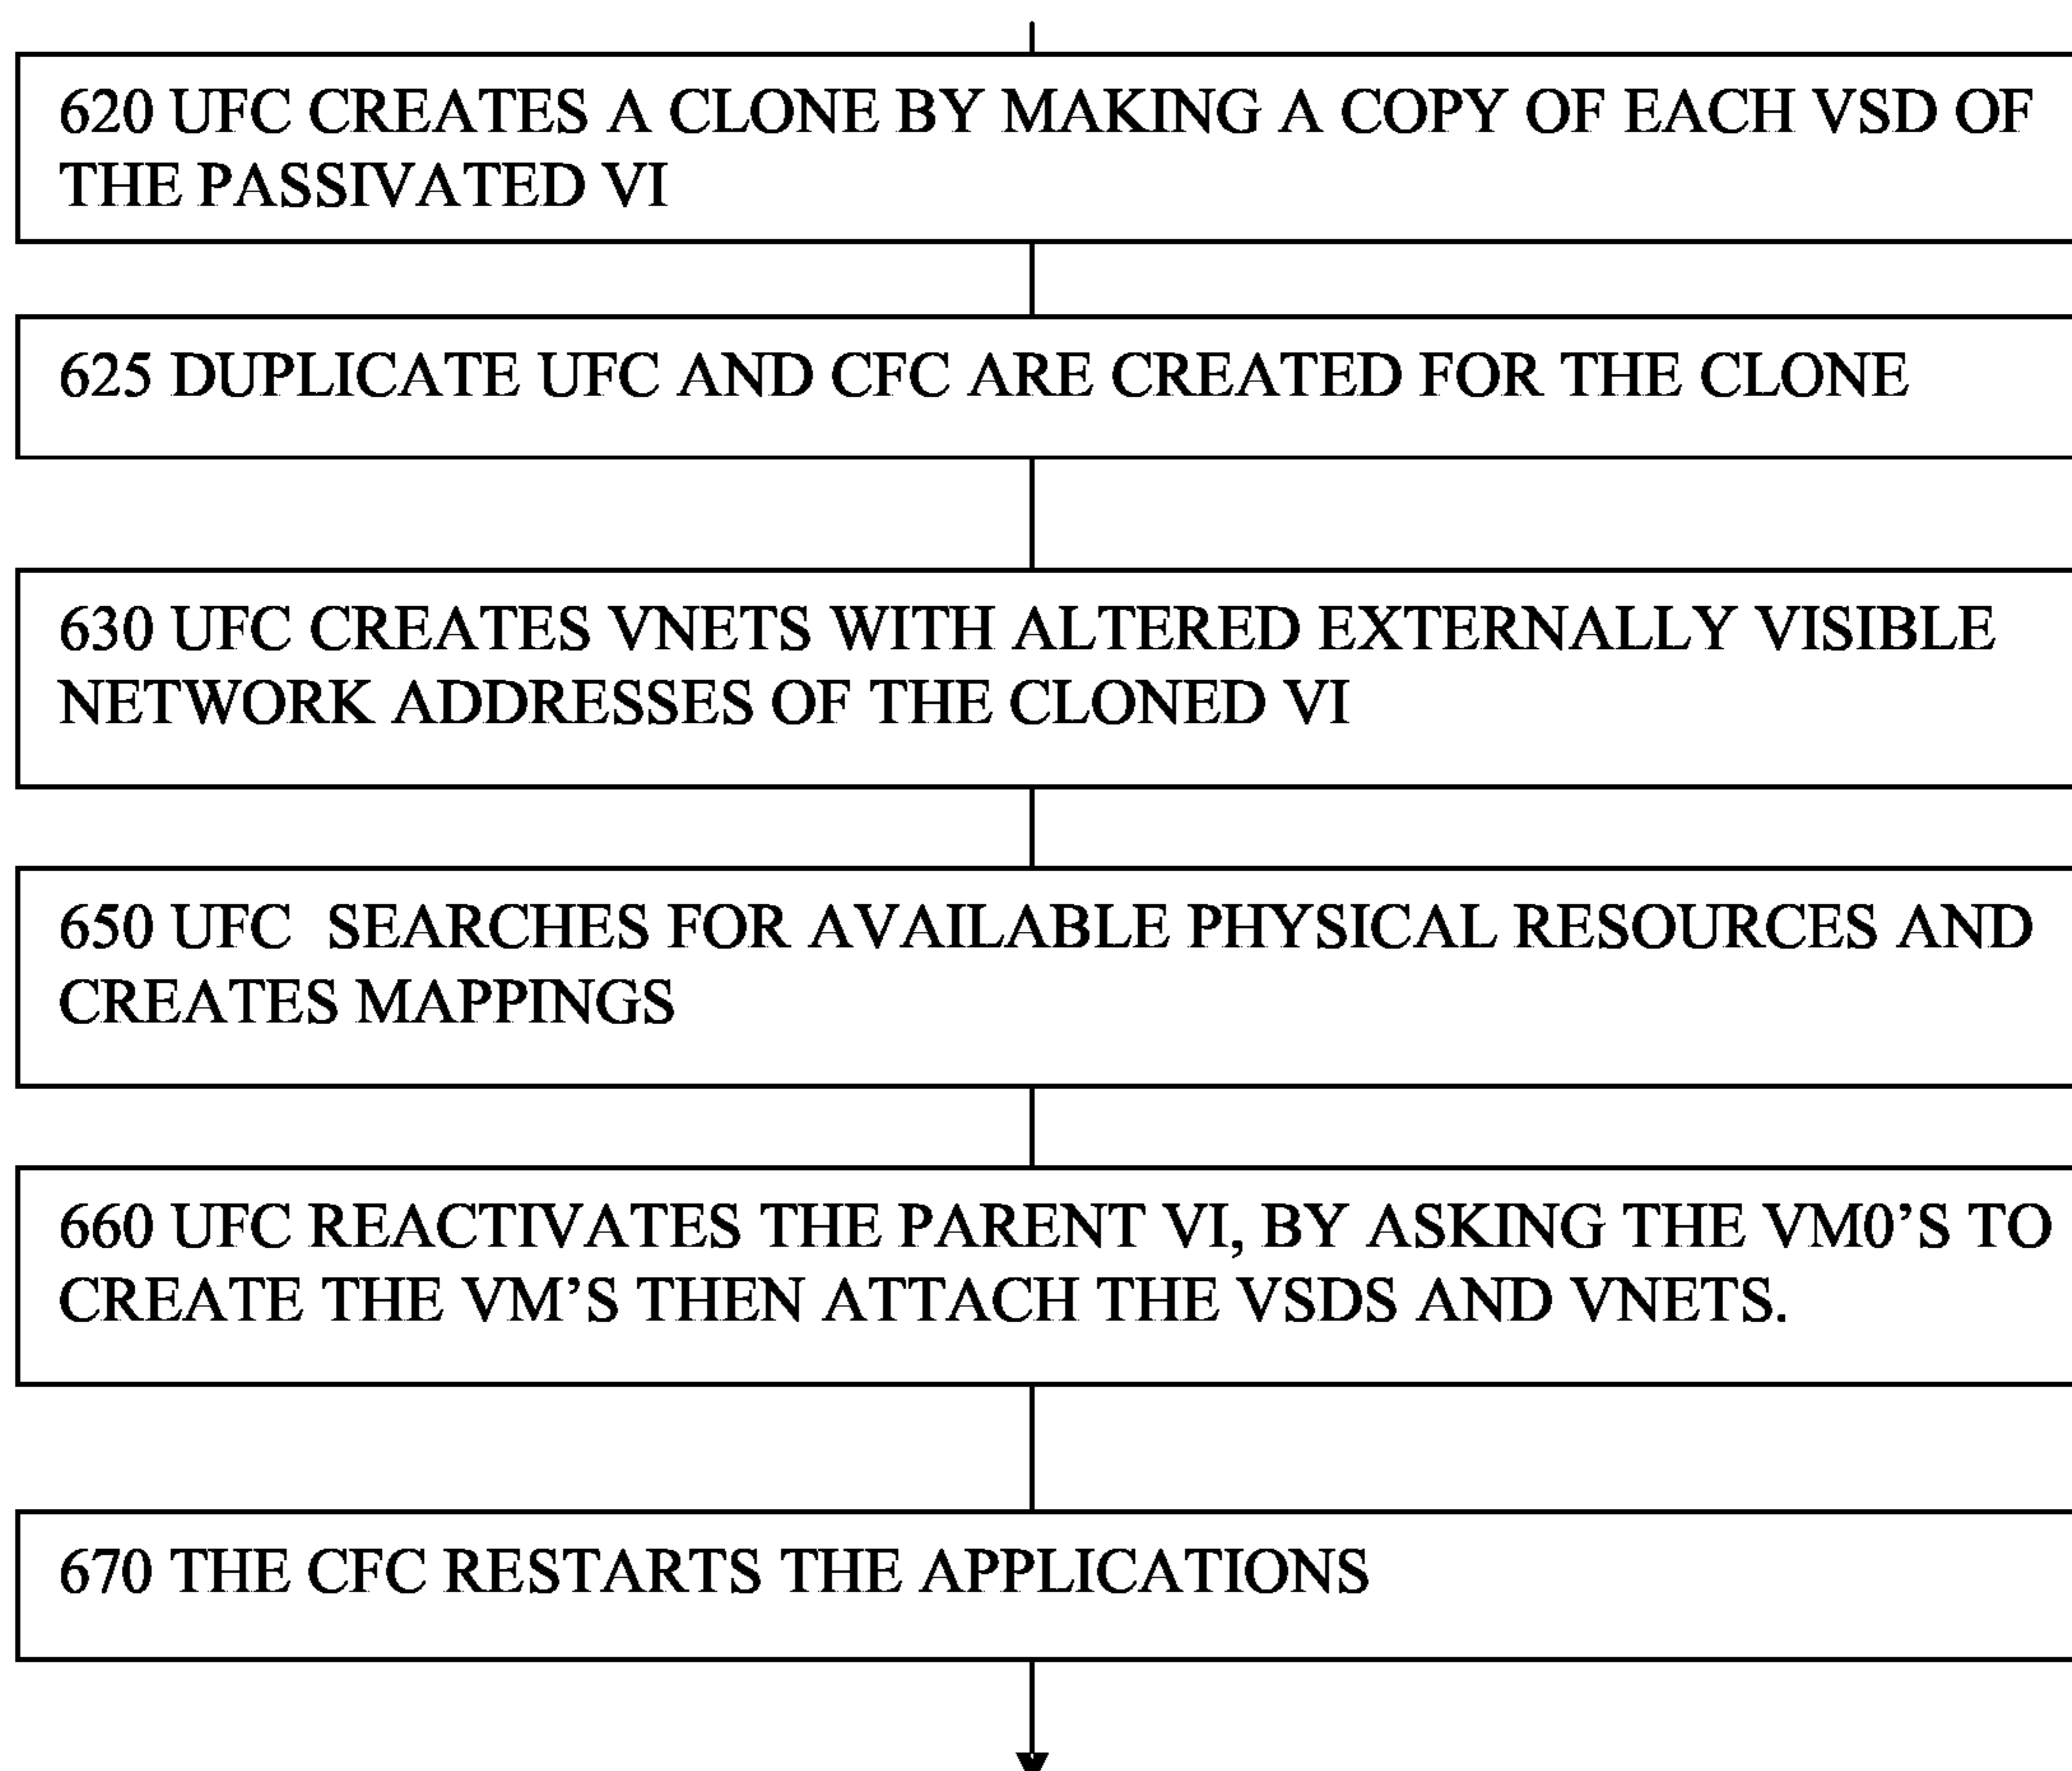 620 UFC CREATES A CLONE BY MAKING A COPY OF EACH VSD OF
THE PASSIVATED VI
625 DUPLICATE UFC AND CFC ARE CREATED FOR THE CLONE
630 UFC CREATES VNETS WITH ALTERED EXTERNALLY VISIBLE
NETWORK ADDRESSES OF THE CLONED VI
650 UFC  SEARCHES FOR AVAILABLE PHYSICAL RESOURCES AND
CREATES MAPPINGS
660 UFC REACTIVATES THE PARENT VI, BY ASKING THE VM0’S TO
CREATE THE VM’S THEN ATTACH THE VSDS AND VNETS.
670 THE CFC RESTARTS THE APPLICATIONS